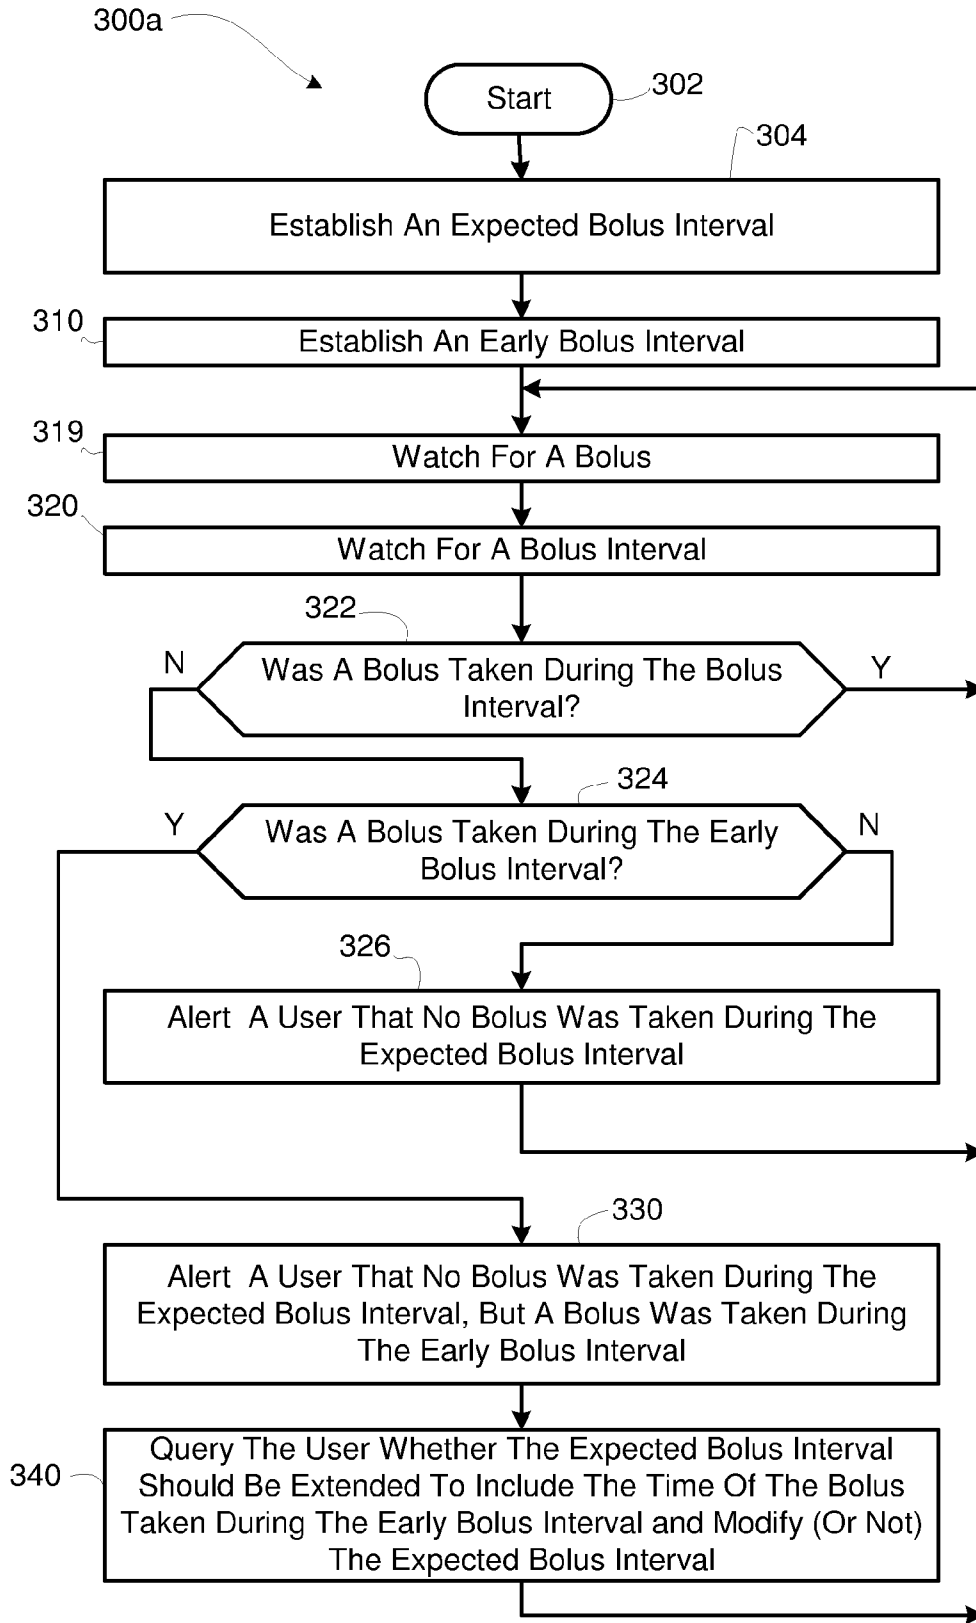 300a
Start
302
304
Establish An Expected Bolus Interval
310
Establish An Early Bolus Interval
319
Watch For A Bolus
320
Watch For A Bolus Interval
322
N
Was A Bolus Taken During The Bolus
Interval?
Y
324
Y
Was A Bolus Taken During The Early
Bolus Interval?
N
326
Alert A User That No Bolus Was Taken During The
Expected Bolus Interval
330
Alert A User That No Bolus Was Taken During The
Expected Bolus Interval, But A Bolus Was Taken During
The Early Bolus Interval
340
Query The User Whether The Expected Bolus Interval
Should Be Extended To Include The Time Of The Bolus
Taken During The Early Bolus Interval and Modify (Or Not)
The Expected Bolus Interval